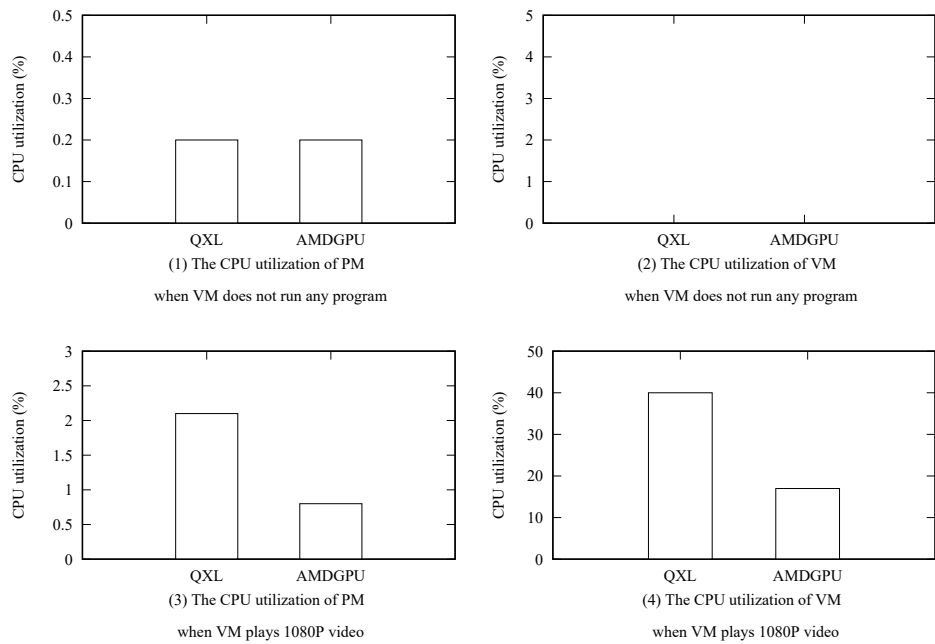 CPU utilization (%)
0.5
0.4
0.3
0.2
0.1
0
QXL AMDGPU
(1) The CPU utilization of PM
when VM does not run any program
CPU utilization (%)
5
4
3
2
1
0
QXL AMDGPU
(2) The CPU utilization of VM
when VM does not run any program
CPU utilization (%)
3
2.5
2
1.5
1
0.5
0
QXL AMDGPU
(3) The CPU utilization of PM
when VM plays 1080P video
CPU utilization (%)
50
40
30
20
10
0
QXL AMDGPU
(4) The CPU utilization of VM
when VM plays 1080P video